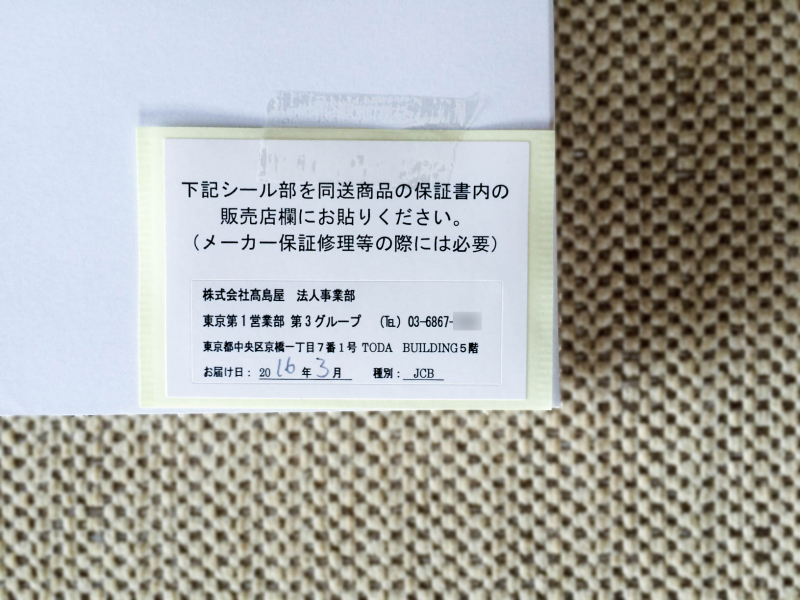 下記シール部を同送商品の保証書内の
販売店欄にお貼りください。
（メーカー保証修理等の際には必要）
株式会社髙島屋　法人事業部
東京第１営業部 第３グループ　（℡）03-6867-
東京都中央区京橋一丁目７番１号 TODA BUILDING５階
お届け日： 20 16 年 3 月　種別： JCB